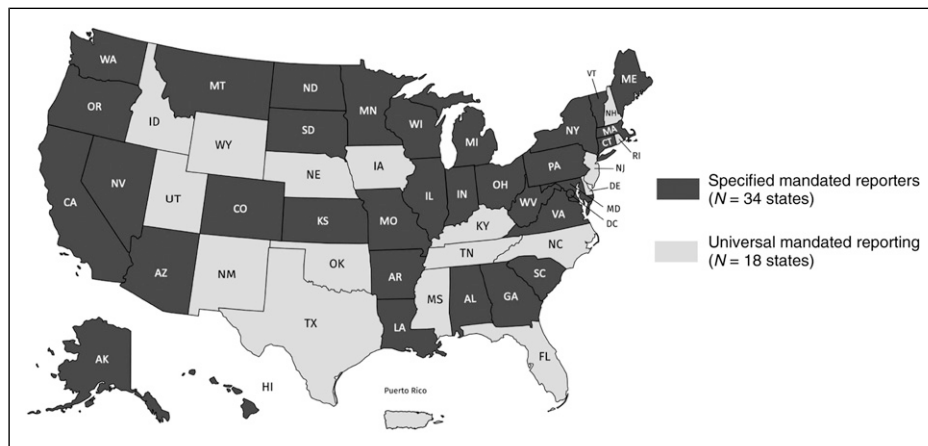 WA
MT
ND
MN
VT
ME
OR
ID
SD
WI
MI
NY
NH
MA
CT
RI
WY
IA
PA
NJ
NE
NV
UT
IL
IN
OH
DE
CA
CO
KS
MO
WV
VA
MD
DC
KY
AZ
NM
OK
AR
TN
NC
SC
TX
MS
AL
GA
LA
FL
AK
HI
Puerto Rico
Specified mandated reporters
(N = 34 states)
Universal mandated reporting
(N = 18 states)